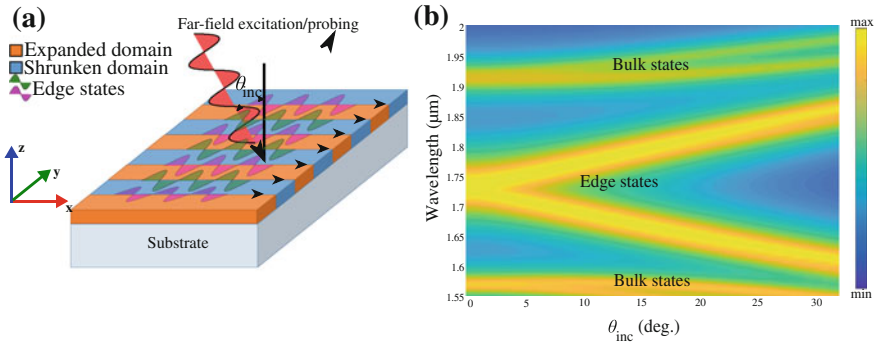 (a)
Far-field excitation/probing
Expanded domain
Shrunken domain
Edge states
θinc
z
y
x
Substrate
(b)
Wavelength (μm)
2
1.95
1.9
1.85
1.8
1.73
1.7
1.65
1.6
1.55
Bulk states
Edge states
Bulk states
0
5
10
15
20
25
30
θinc (deg.)
max
min